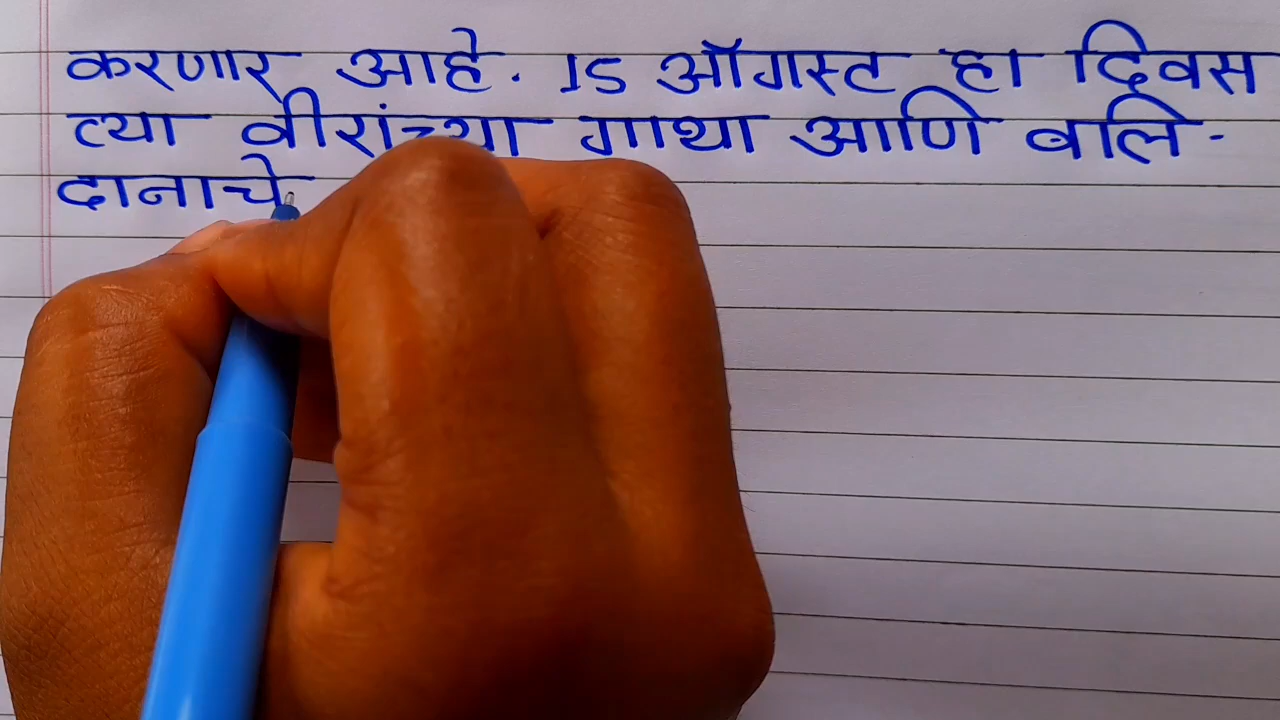 करणार आहे. 15 ऑगस्ट हा दिवस
त्या वीरांच्या गाथा आणि बलि-
दानाचे